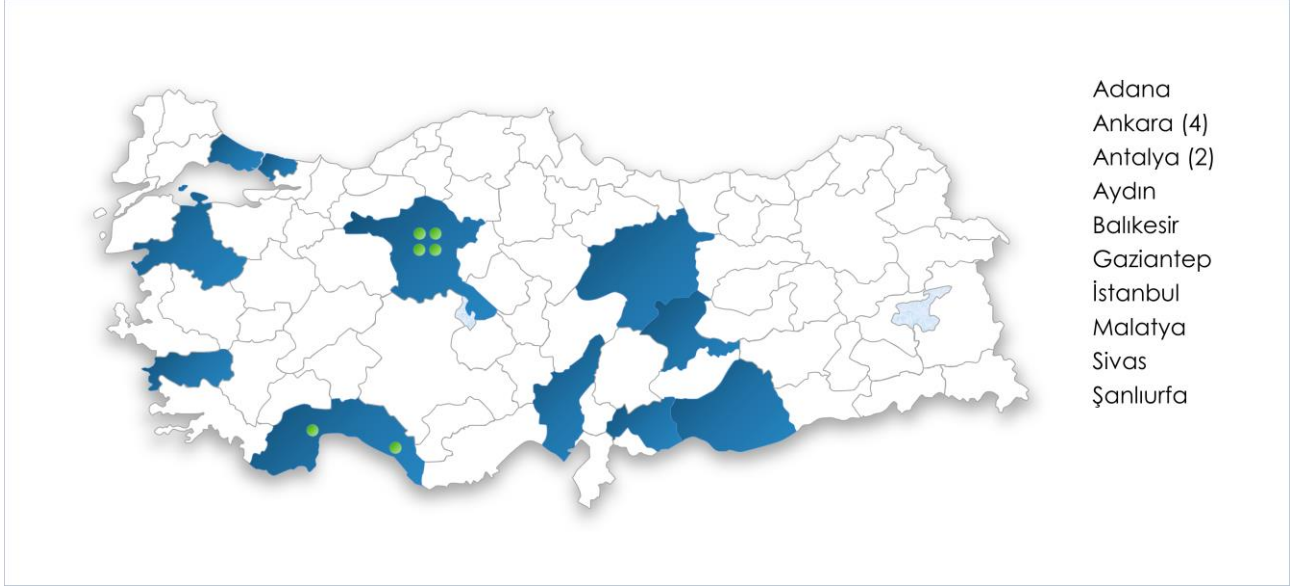 Adana
Ankara (4)
Antalya (2)
Aydın
Balıkesir
Gaziantep
İstanbul
Malatya
Sivas
Şanlıurfa